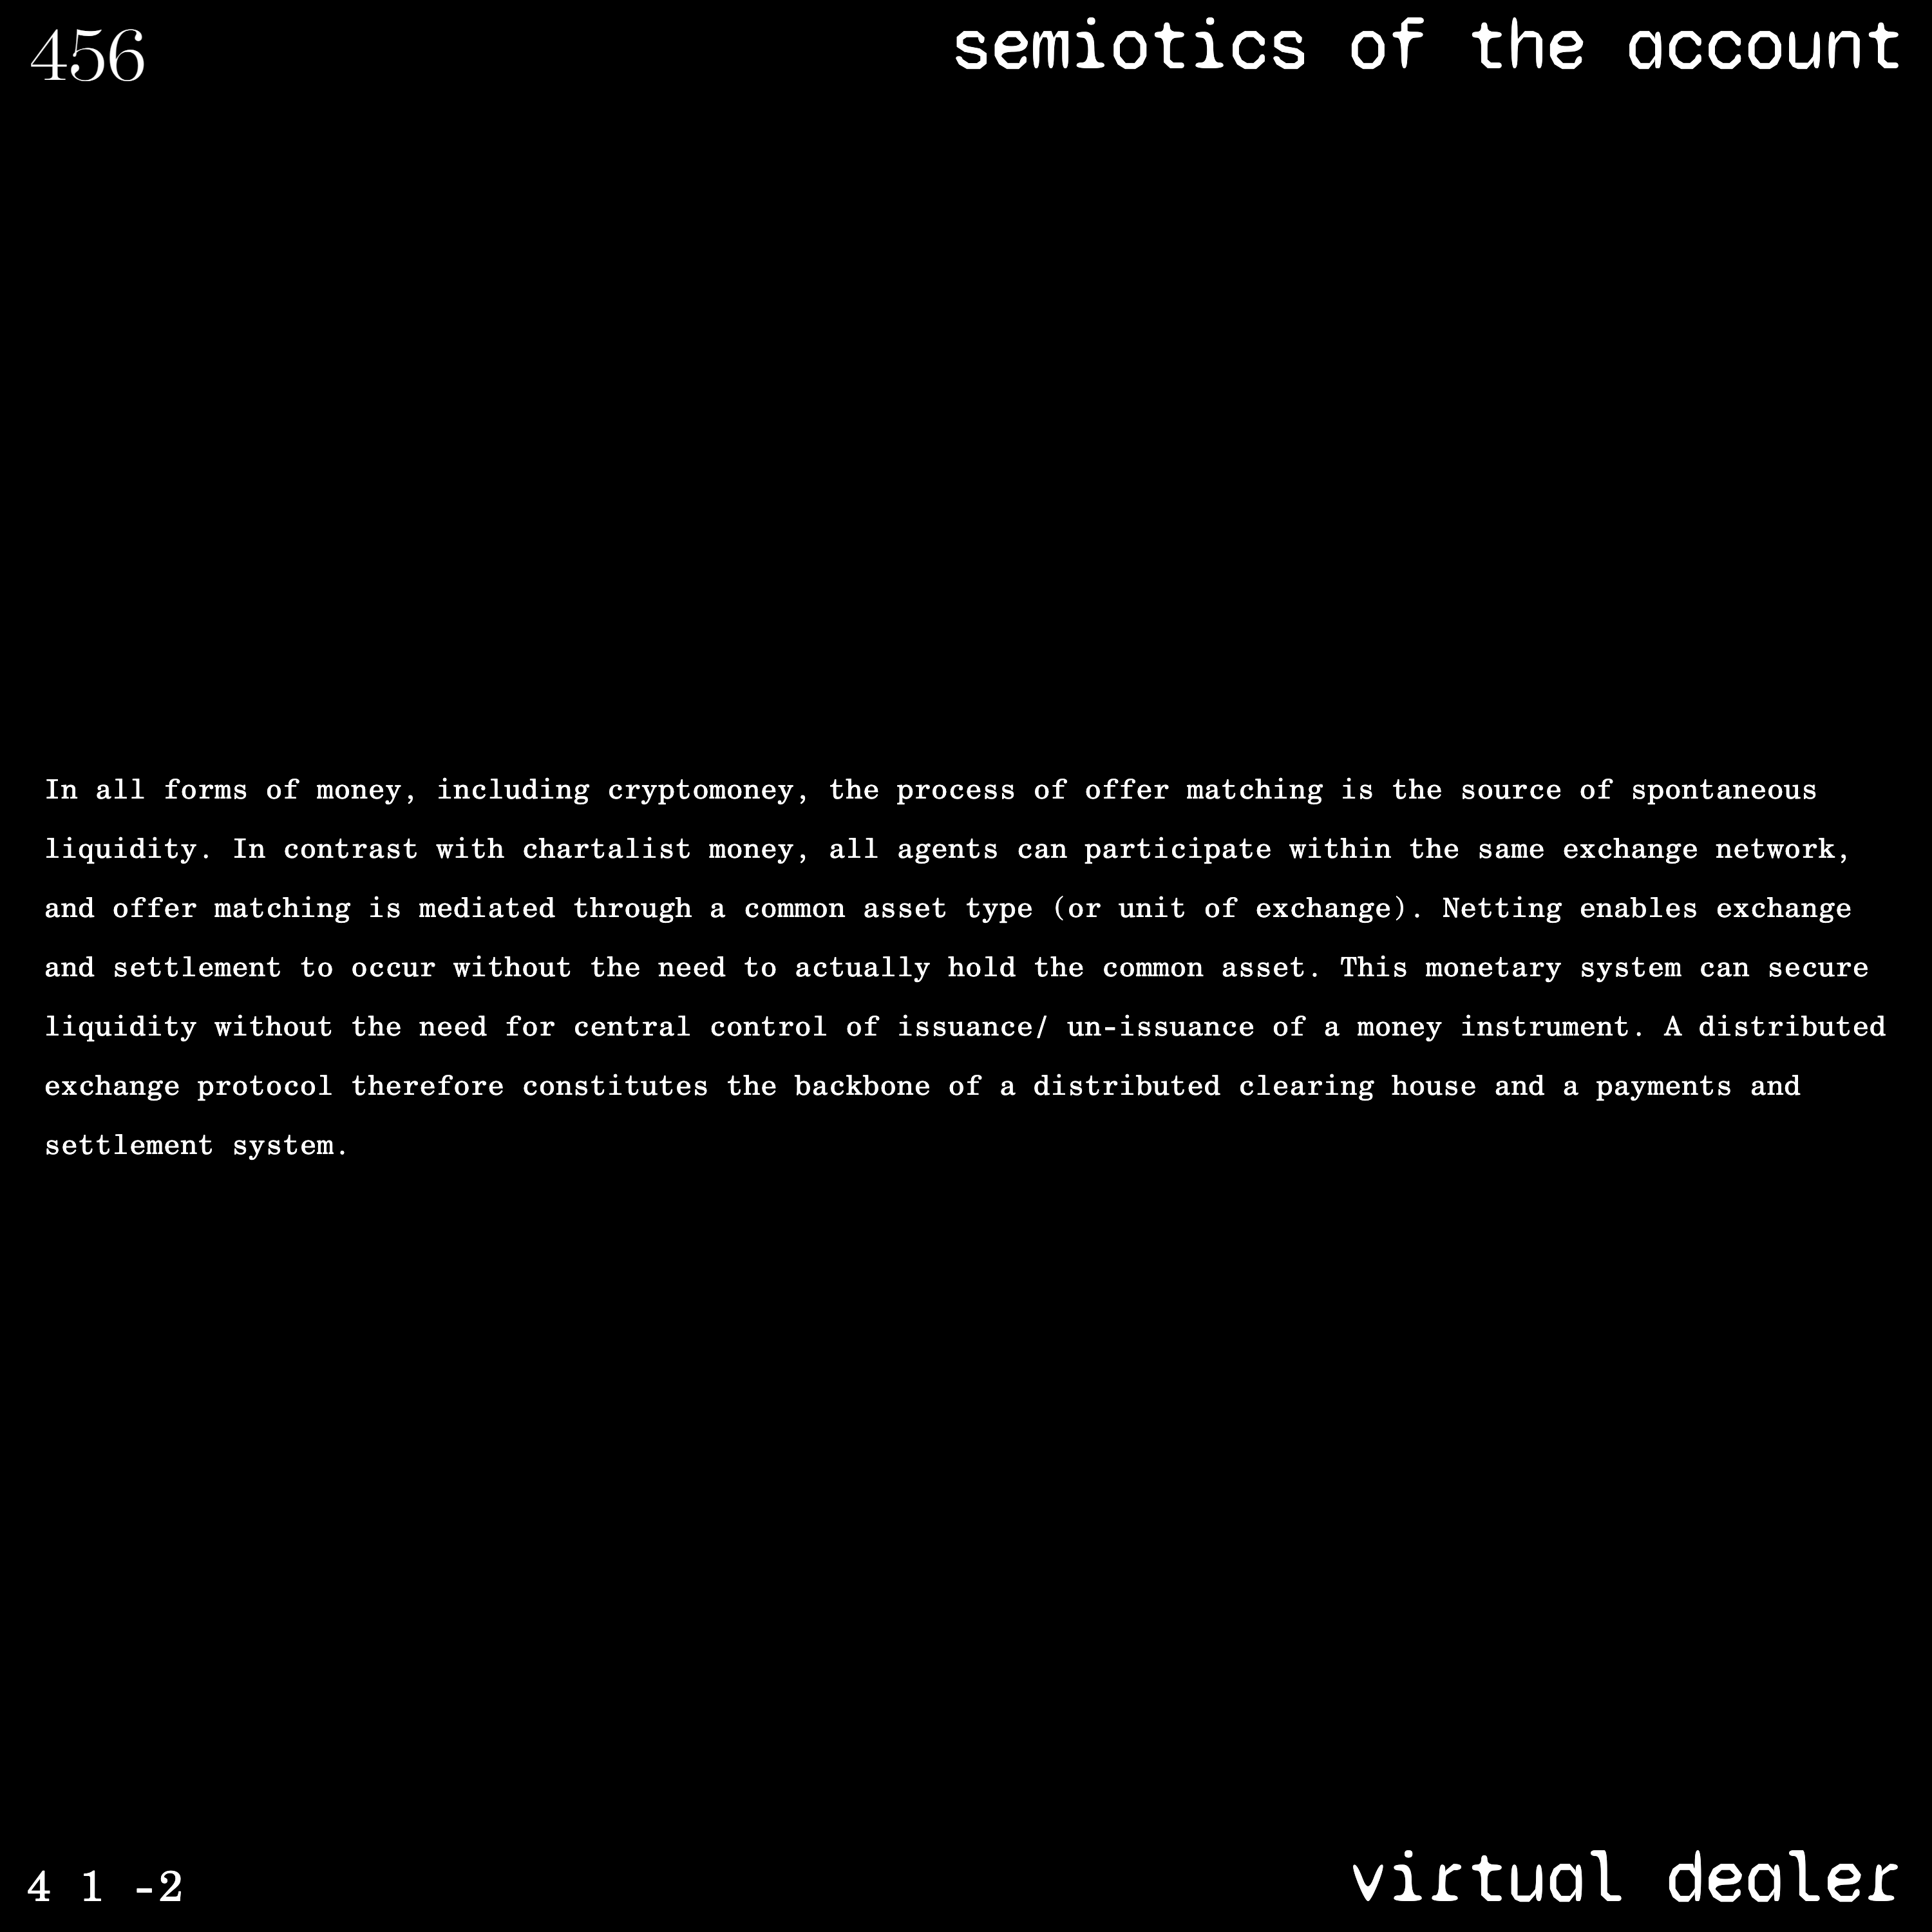 456
semiotics of the account
In all forms of money, including cryptomoney, the process of offer matching is the source of spontaneous
liquidity. In contrast with chartalist money, all agents can participate within the same exchange network,
and offer matching is mediated through a common asset type (or unit of exchange). Netting enables exchange
and settlement to occur without the need to actually hold the common asset. This monetary system can secure
liquidity without the need for central control of issuance/ un-issuance of a money instrument. A distributed
exchange protocol therefore constitutes the backbone of a distributed clearing house and a payments and
settlement system.
4 1 -2
virtual dealer